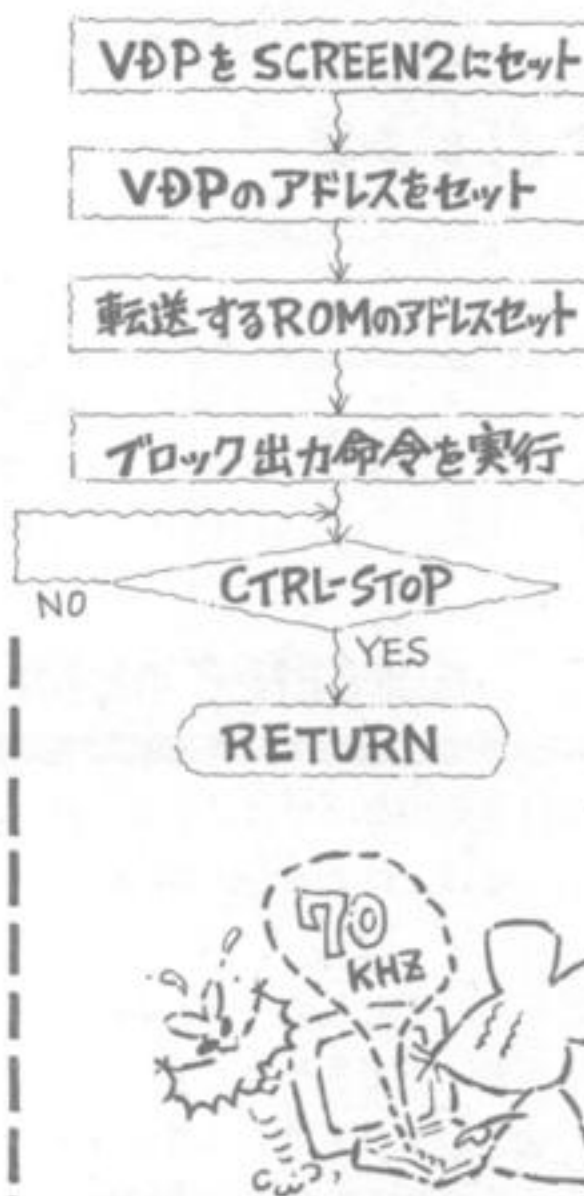 VDPをSCREEN2にセット
VDPのアドレスをセット
転送するROMのアドレスセット
ブロック出力命令を実行
CTRL-STOP
NO
YES
RETURN
70
KHZ